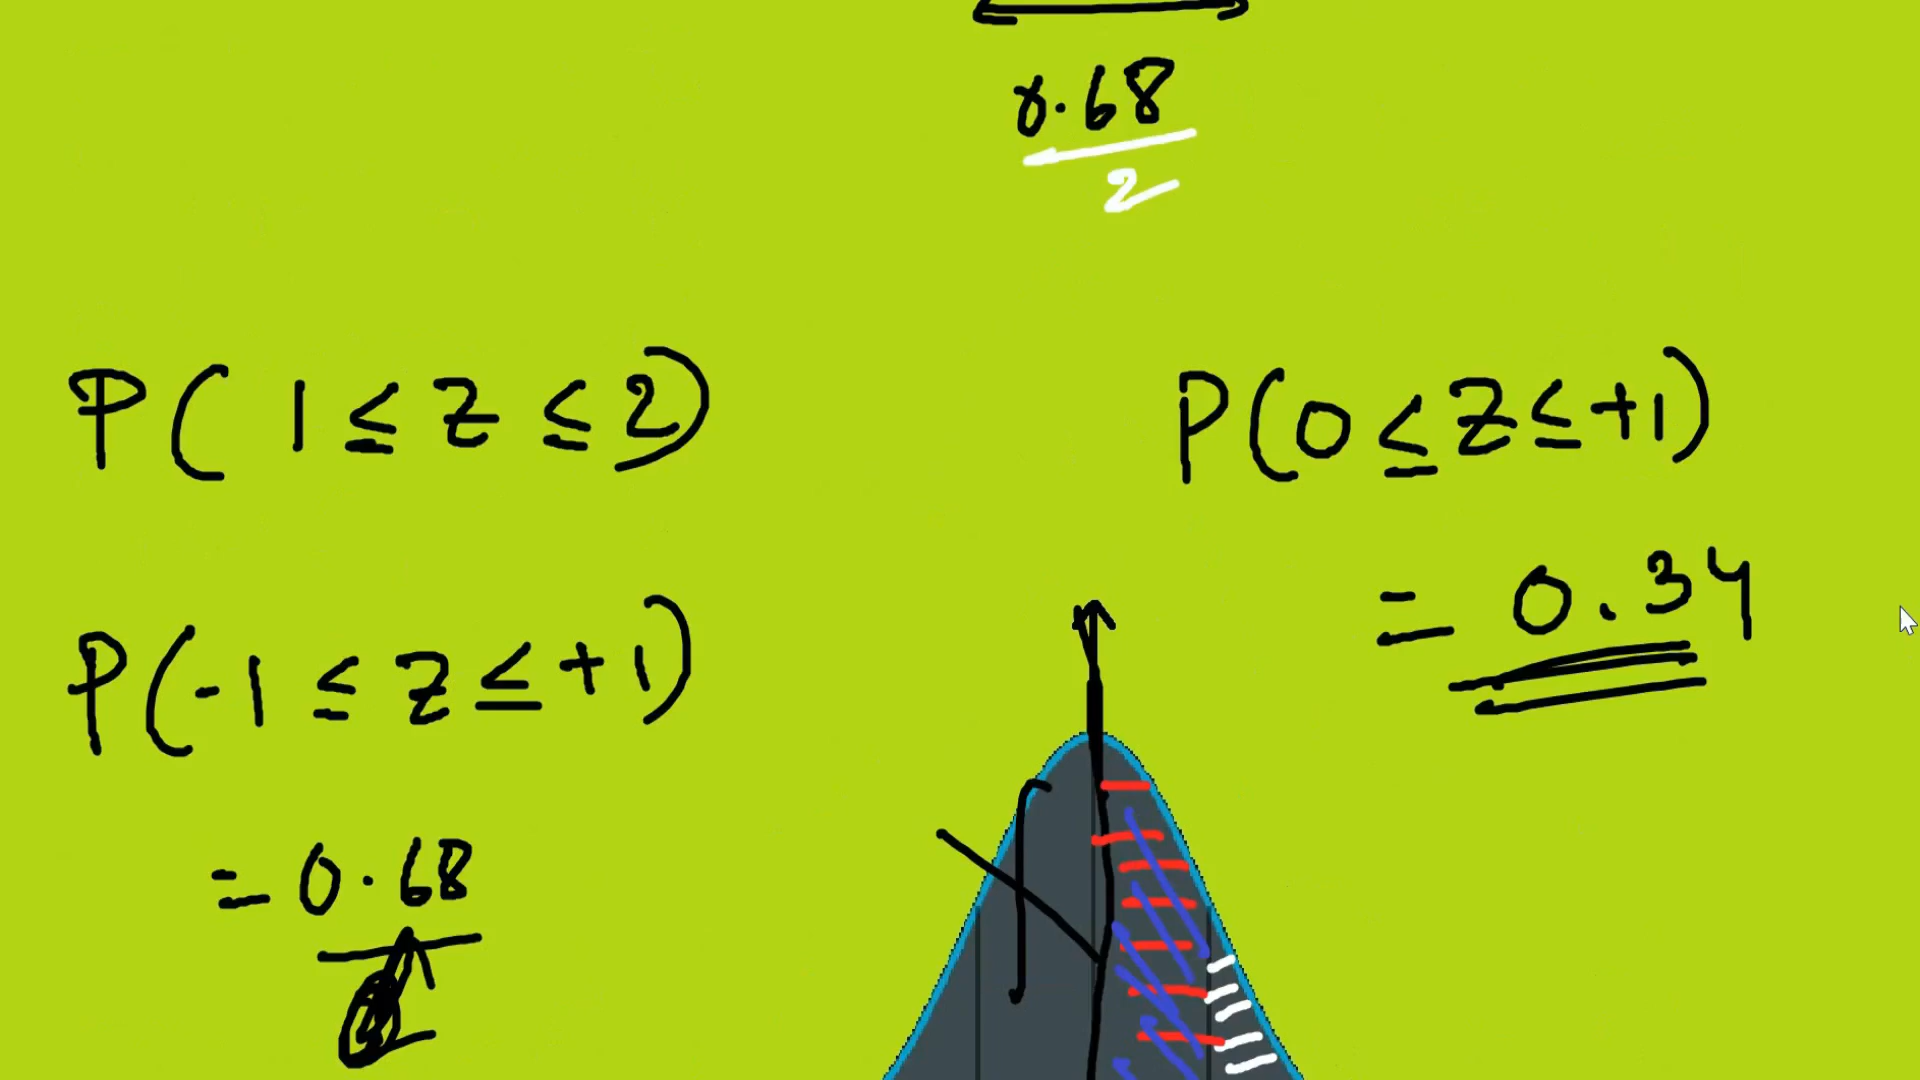 0.68
2
P(1 ≤ Z ≤ 2)
P(0 ≤ Z ≤ +1)
= 0.34
P(-1 ≤ Z ≤ +1)
= 0.68